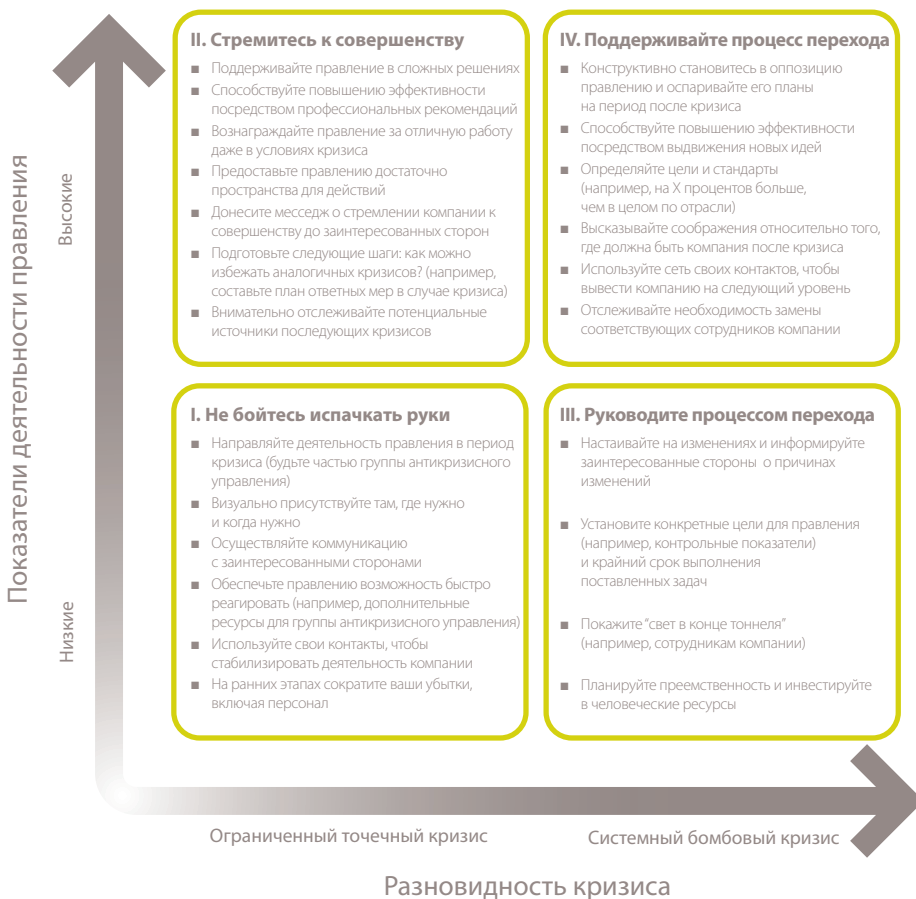 Показатели деятельности правления
Высокие
Низкие
II. Стремитесь к совершенству
■ Поддерживайте правление в сложных решениях
■ Способствуйте повышению эффективности
посредством профессиональных рекомендаций
■ Вознаграждайте правление за отличную работу
даже в условиях кризиса
■ Предоставьте правлению достаточно
пространства для действий
■ Донесите месседж о стремлении компании к
совершенству до заинтересованных сторон
■ Подготовьте следующие шаги: как можно
избежать аналогичных кризисов? (например,
составьте план ответных мер в случае кризиса)
■ Внимательно отслеживайте потенциальные
источники последующих кризисов
IV. Поддерживайте процесс перехода
■ Конструктивно становитесь в оппозицию
правлению и оспаривайте его планы
на период после кризиса
■ Способствуйте повышению эффективности
посредством выдвижения новых идей
■ Определяйте цели и стандарты
(например, на X процентов больше,
чем в целом по отрасли)
■ Высказывайте соображения относительно того,
где должна быть компания после кризиса
■ Используйте сеть своих контактов, чтобы
вывести компанию на следующий уровень
■ Отслеживайте необходимость замены
соответствующих сотрудников компании
I. Не бойтесь испачкать руки
■ Направляйте деятельность правления в период
кризиса (будьте частью группы антикризисного
управления)
■ Визуально присутствуйте там, где нужно
и когда нужно
■ Осуществляйте коммуникацию
с заинтересованными сторонами
■ Обеспечьте правлению возможность быстро
реагировать (например, дополнительные
ресурсы для группы антикризисного управления)
■ Используйте свои контакты, чтобы
стабилизировать деятельность компании
■ На ранних этапах сократите ваши убытки,
включая персонал
III. Руководите процессом перехода
■ Настаивайте на изменениях и информируйте
заинтересованные стороны о причинах
изменений
■ Установите конкретные цели для правления
(например, контрольные показатели)
и крайний срок выполнения
поставленных задач
■ Покажите "свет в конце тоннеля"
(например, сотрудникам компании)
■ Планируйте преемственность и инвестируйте
в человеческие ресурсы
Ограниченный точечный кризис
Системный бомбовый кризис
Разновидность кризиса